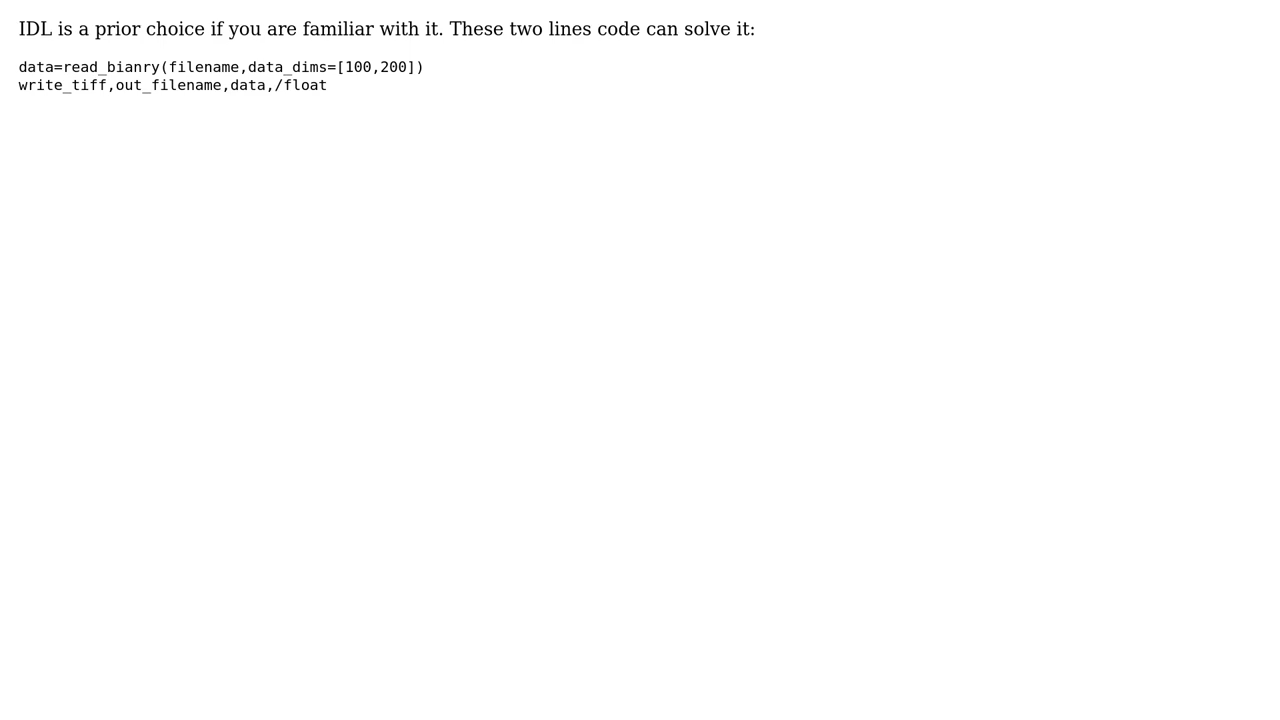 IDL is a prior choice if you are familiar with it. These two lines code can solve it:
data=read_bianry(filename,data_dims=[100,200])
write_tiff,out_filename,data,/float